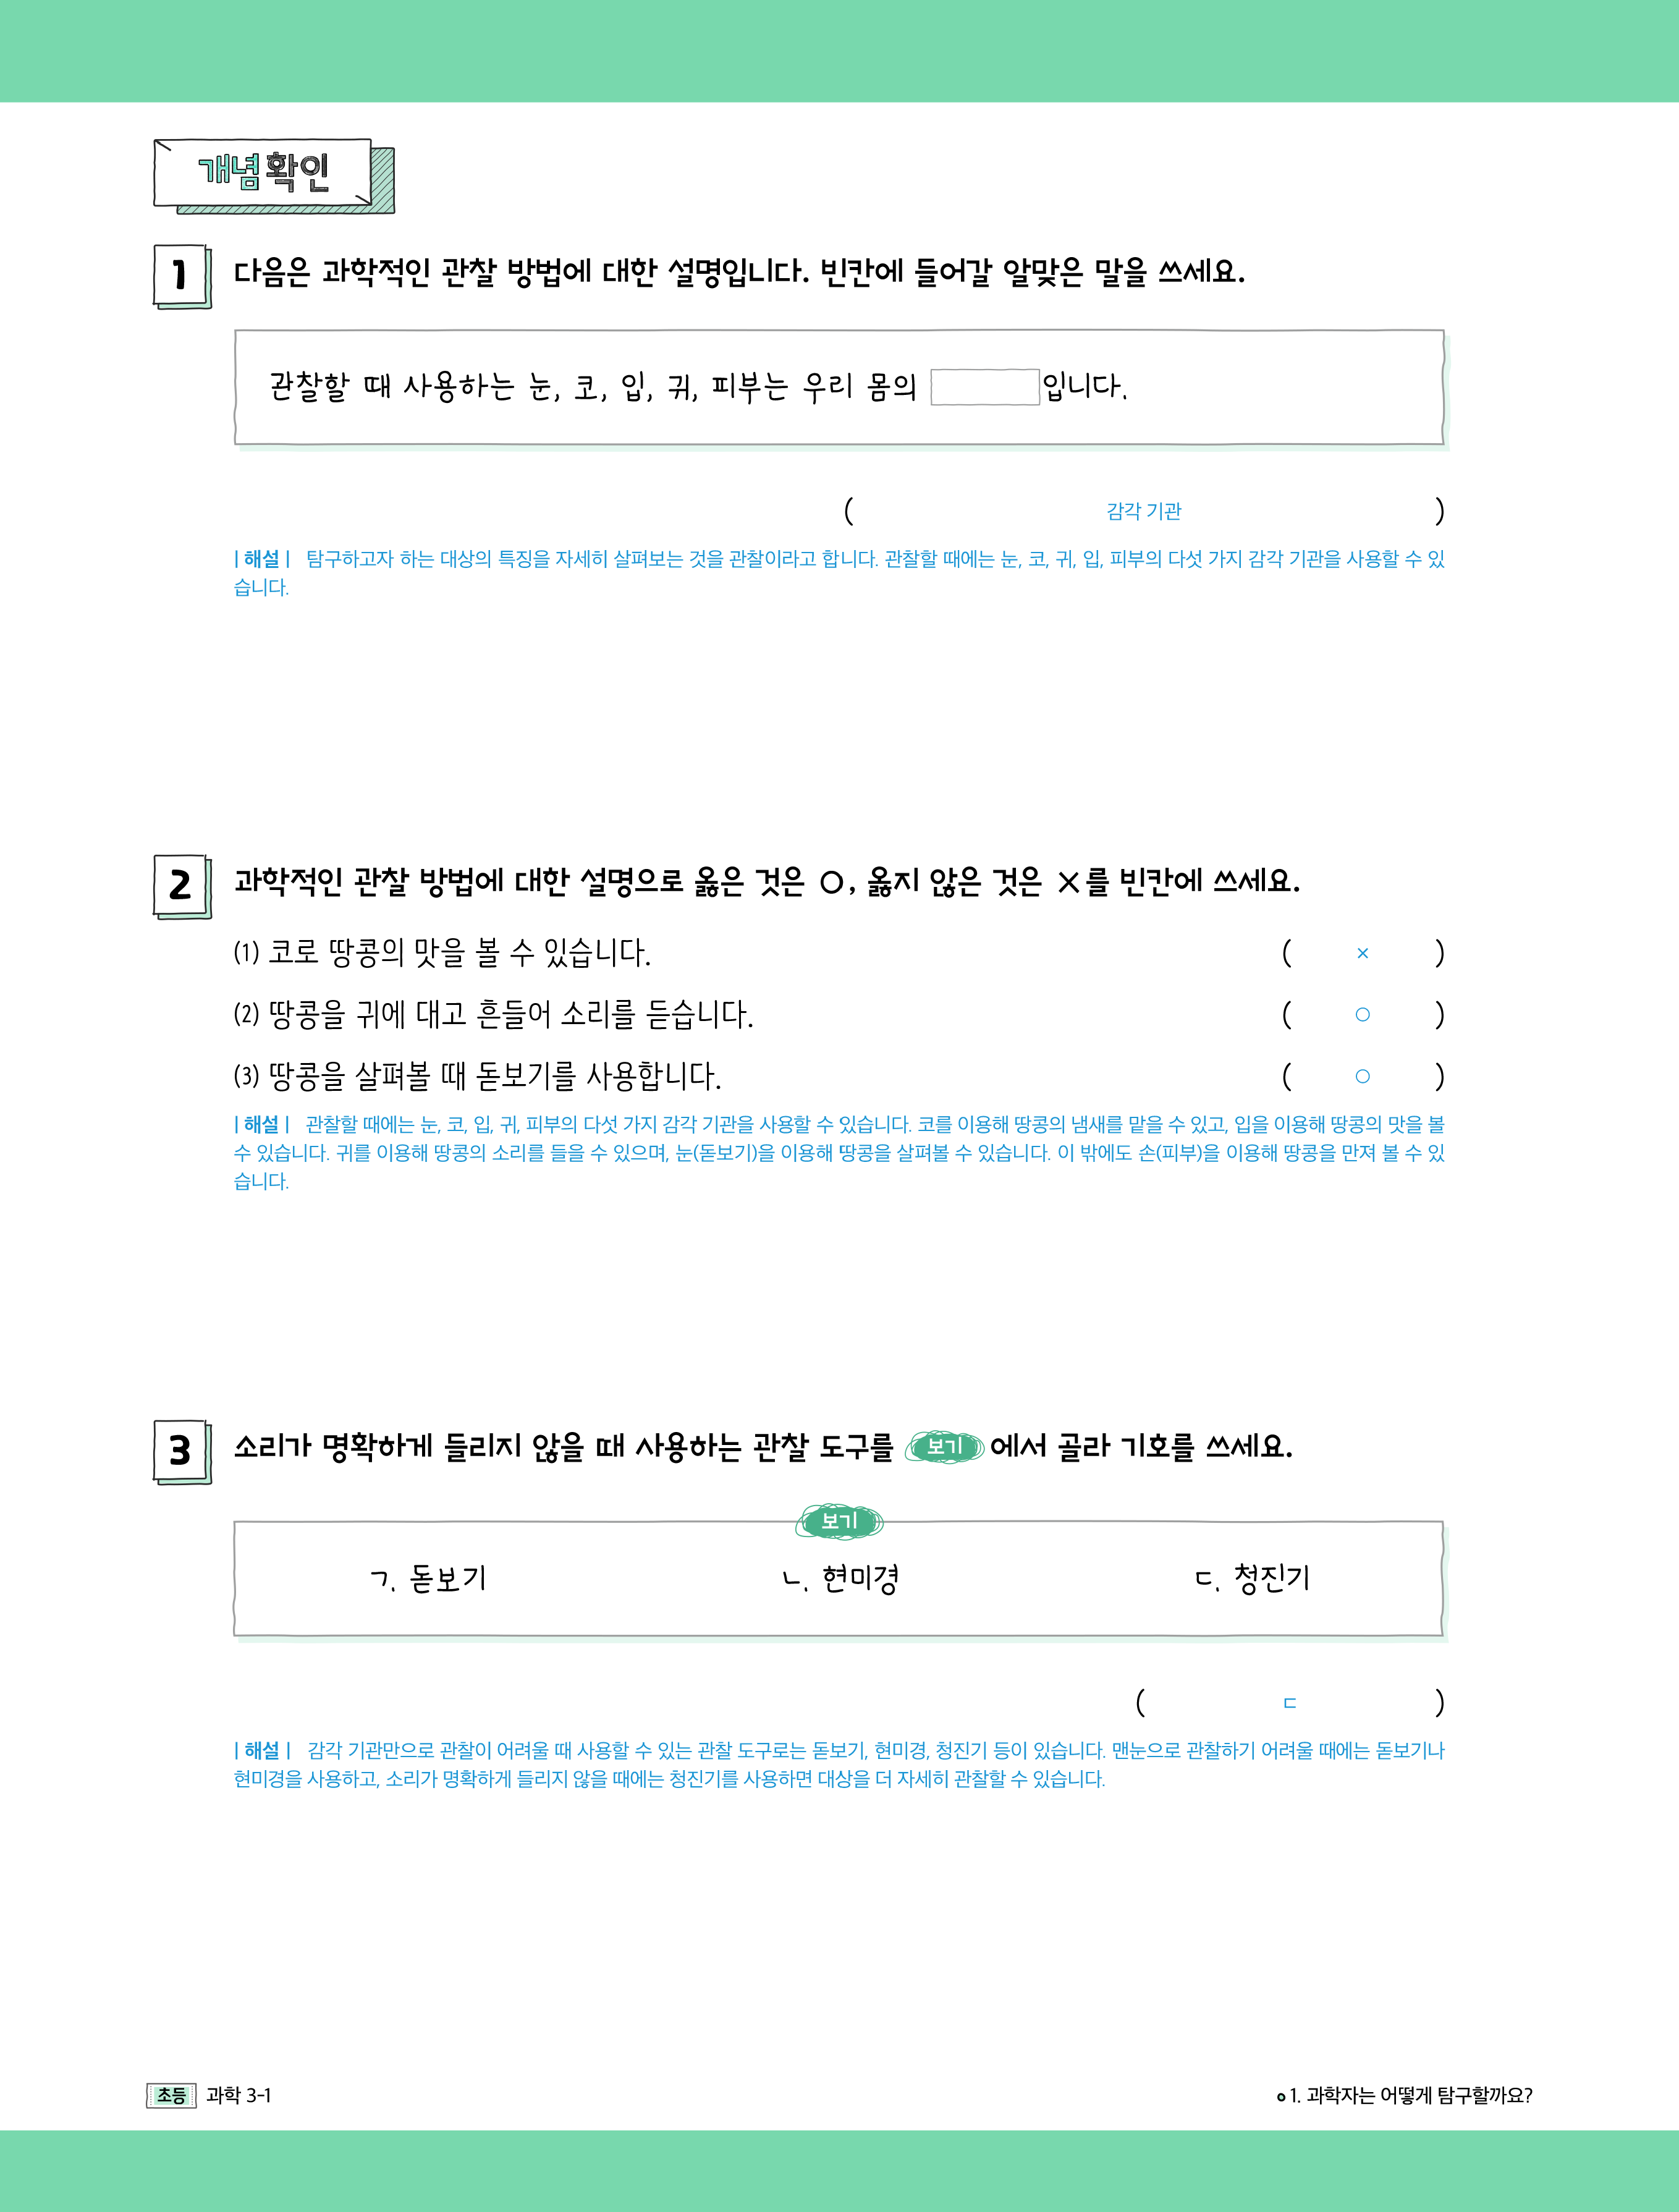 개념 확인
1 다음은 과학적인 관찰 방법에 대한 설명입니다. 빈칸에 들어갈 알맞은 말을 쓰세요.
관찰할 때 사용하는 눈, 코, 입, 귀, 피부는 우리 몸의 입니다.
( 감각 기관 )
| 해설 | 탐구하고자 하는 대상의 특징을 자세히 살펴보는 것을 관찰이라고 합니다. 관찰할 때에는 눈, 코, 귀, 입, 피부의 다섯 가지 감각 기관을 사용할 수 있
습니다.
2 과학적인 관찰 방법에 대한 설명으로 옳은 것은 ○, 옳지 않은 것은 ×를 빈칸에 쓰세요.
(1) 코로 땅콩의 맛을 볼 수 있습니다. ( × )
(2) 땅콩을 귀에 대고 흔들어 소리를 듣습니다. ( ○ )
(3) 땅콩을 살펴볼 때 돋보기를 사용합니다. ( ○ )
| 해설 | 관찰할 때에는 눈, 코, 입, 귀, 피부의 다섯 가지 감각 기관을 사용할 수 있습니다. 코를 이용해 땅콩의 냄새를 맡을 수 있고, 입을 이용해 땅콩의 맛을 볼
수 있습니다. 귀를 이용해 땅콩의 소리를 들을 수 있으며, 눈(돋보기)을 이용해 땅콩을 살펴볼 수 있습니다. 이 밖에도 손(피부)을 이용해 땅콩을 만져 볼 수 있
습니다.
3 소리가 명확하게 들리지 않을 때 사용하는 관찰 도구를 보기 에서 골라 기호를 쓰세요.
보기
ㄱ. 돋보기 ㄴ. 현미경 ㄷ. 청진기
( ㄷ )
| 해설 | 감각 기관만으로 관찰이 어려울 때 사용할 수 있는 관찰 도구로는 돋보기, 현미경, 청진기 등이 있습니다. 맨눈으로 관찰하기 어려울 때에는 돋보기나
현미경을 사용하고, 소리가 명확하게 들리지 않을 때에는 청진기를 사용하면 대상을 더 자세히 관찰할 수 있습니다.
초등 과학 3-1
1. 과학자는 어떻게 탐구할까요?